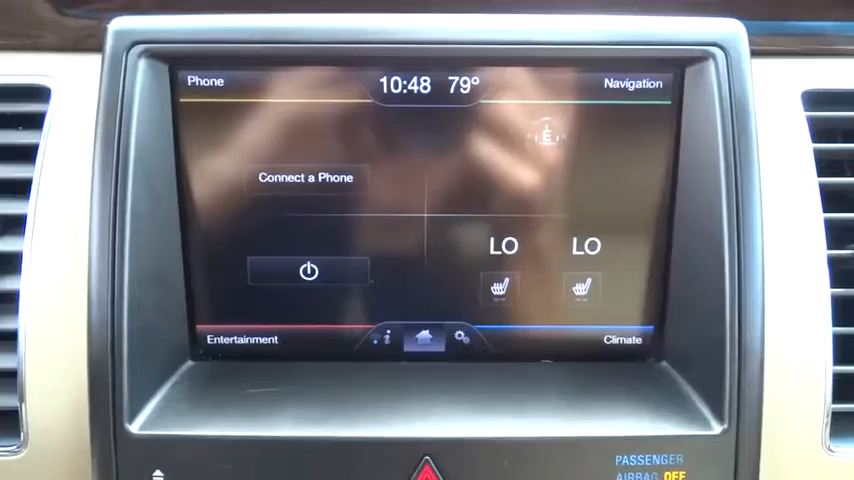 Phone
10:48 79°
Navigation
E
Connect a Phone
LO LO
Entertainment
i
Climate
PASSENGER
AIRBAG OFF